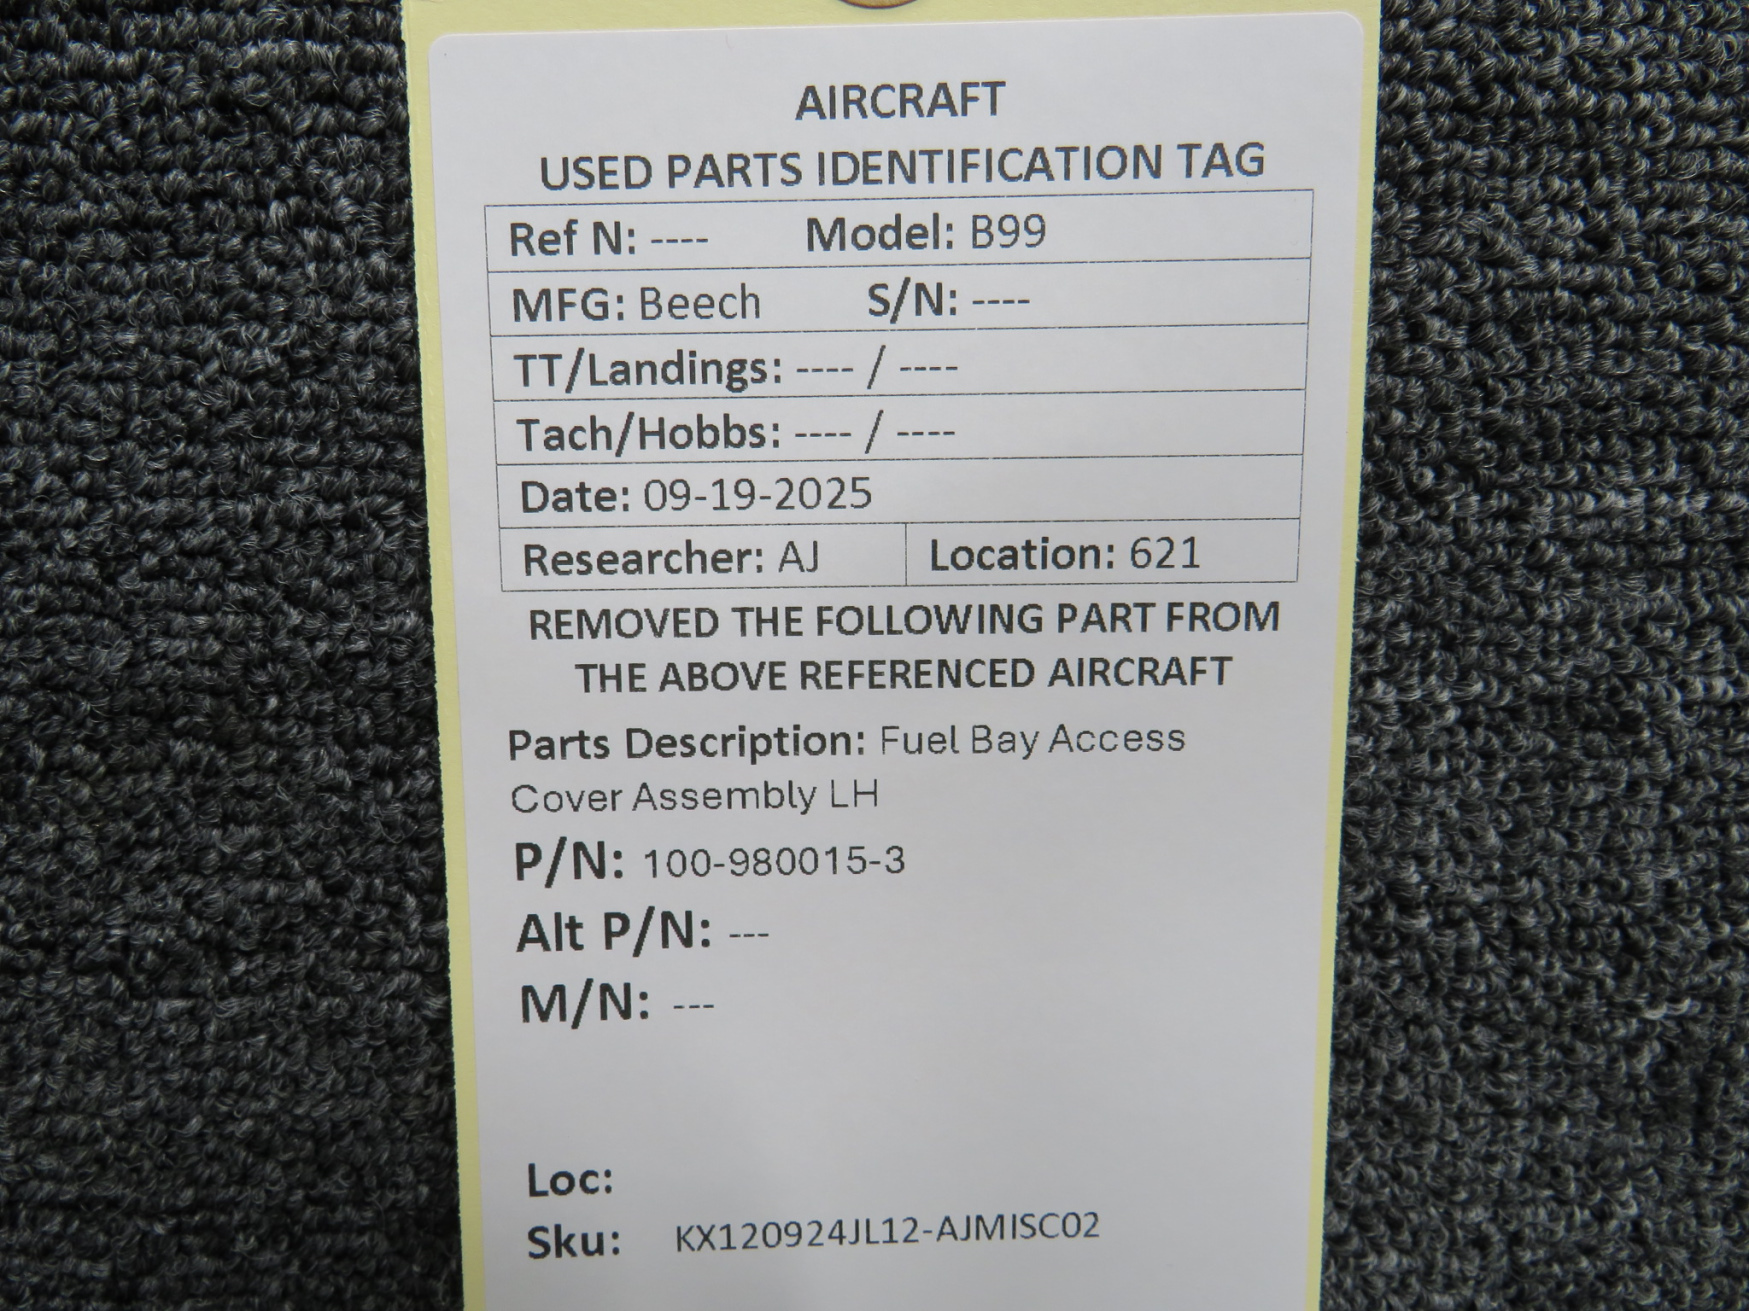 AIRCRAFT
USED PARTS IDENTIFICATION TAG
Ref N: ---- Model: B99
MFG: Beech S/N: ----
TT/Landings: ---- / ----
Tach/Hobbs: ---- / ----
Date: 09-19-2025
Researcher: AJ Location: 621
REMOVED THE FOLLOWING PART FROM
THE ABOVE REFERENCED AIRCRAFT
Parts Description: Fuel Bay Access
Cover Assembly LH
P/N: 100-980015-3
Alt P/N: ---
M/N: ---
Loc:
Sku: KX120924JL12-AJMISC02